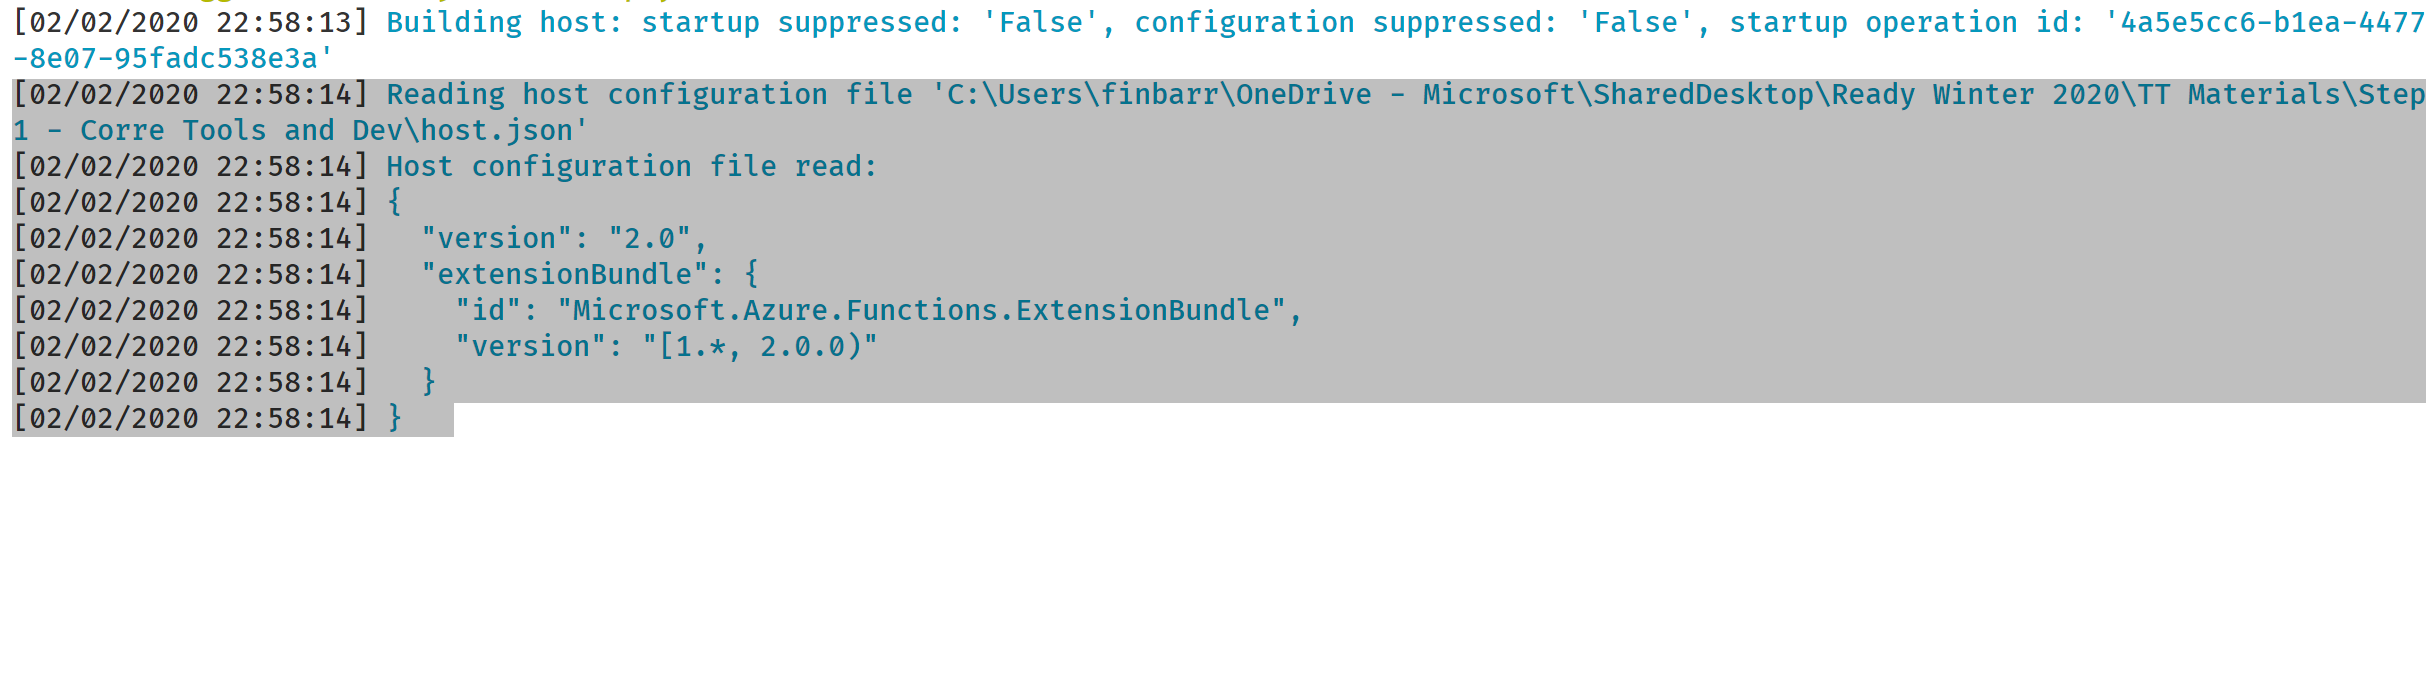 [02/02/2020 22:58:13] Building host: startup suppressed: 'False', configuration suppressed: 'False', startup operation id: '4a5e5cc6-b1ea-4477
-8e07-95fadc538e3a'
[02/02/2020 22:58:14] Reading host configuration file 'C:\Users\finbarr\OneDrive - Microsoft\SharedDesktop\Ready Winter 2020\TT Materials\Step
1 - Corre Tools and Dev\host.json'
[02/02/2020 22:58:14] Host configuration file read:
[02/02/2020 22:58:14] {
[02/02/2020 22:58:14]   "version": "2.0",
[02/02/2020 22:58:14]   "extensionBundle": {
[02/02/2020 22:58:14]     "id": "Microsoft.Azure.Functions.ExtensionBundle",
[02/02/2020 22:58:14]     "version": "[1.*, 2.0.0)"
[02/02/2020 22:58:14]   }
[02/02/2020 22:58:14] }